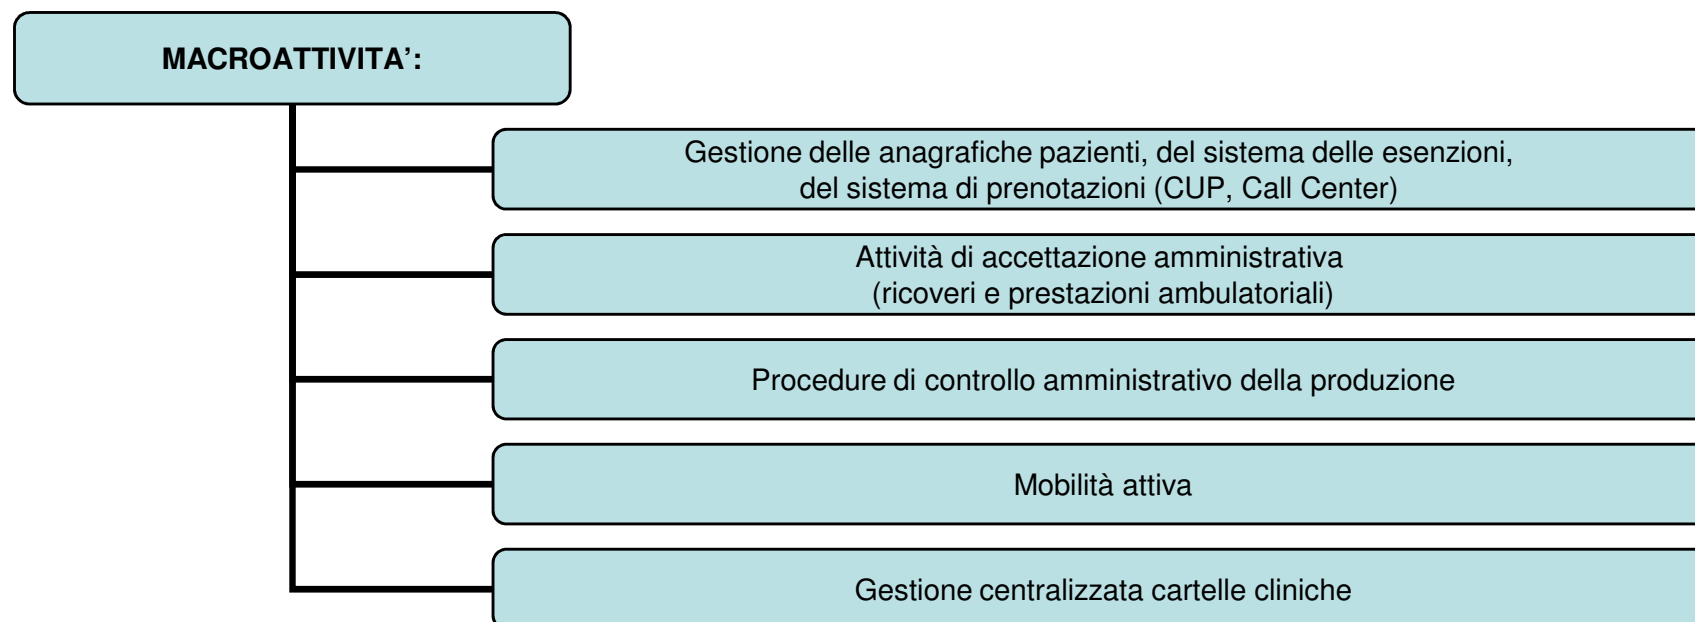 MACROATTIVITA’:
Gestione delle anagrafiche pazienti, del sistema delle esenzioni,
del sistema di prenotazioni (CUP, Call Center)
Attività di accettazione amministrativa
(ricoveri e prestazioni ambulatoriali)
Procedure di controllo amministrativo della produzione
Mobilità attiva
Gestione centralizzata cartelle cliniche